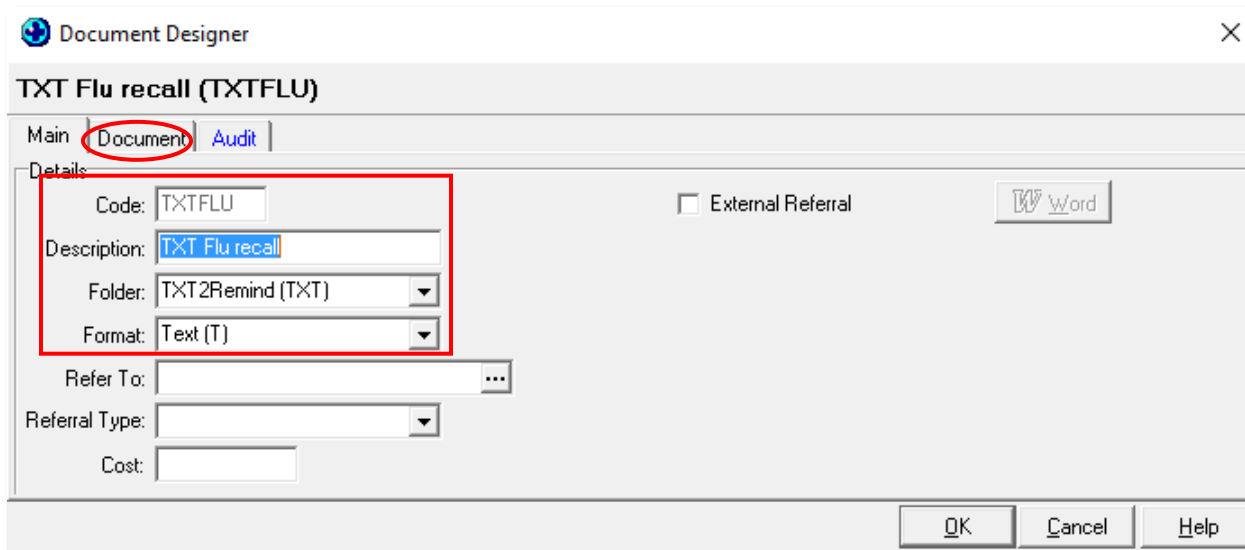 Document Designer
TXT Flu recall (TXTFLU)
Main Document Audit
Details
Code: TXTFLU External Referral Word
Description: TXT Flu recall
Folder: TXT2Remind (TXT)
Format: Text (T)
Refer To: ...
Referral Type:
Cost:
OK Cancel Help